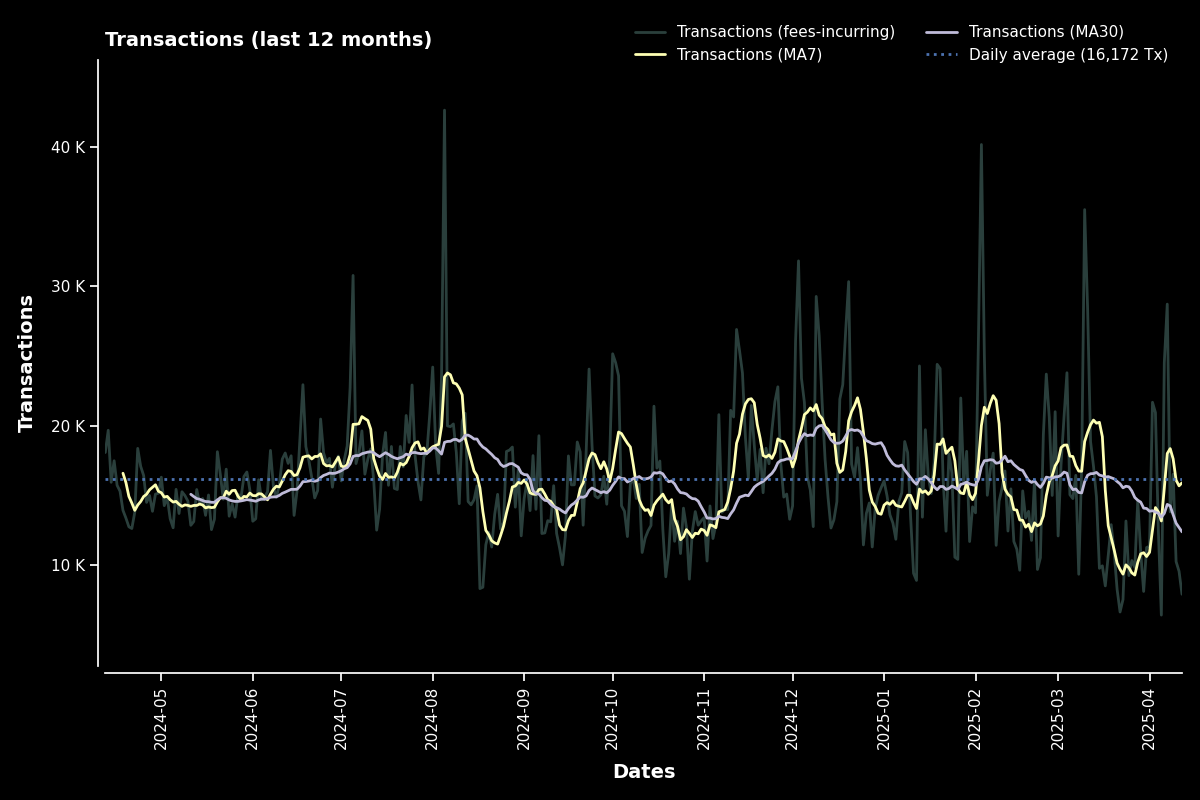 Transactions (last 12 months)
Transactions (fees-incurring)
Transactions (MA7)
Transactions (MA30)
Daily average (16,172 Tx)
Transactions
40 K
30 K
20 K
10 K
2024-05
2024-06
2024-07
2024-08
2024-09
2024-10
2024-11
2024-12
2025-01
2025-02
2025-03
2025-04
Dates